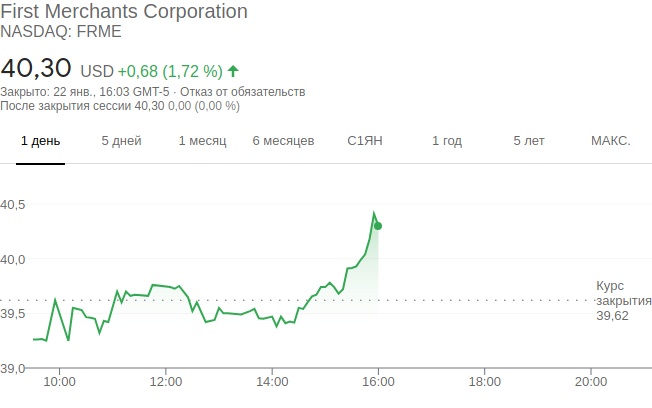 First Merchants Corporation
NASDAQ: FRME
40,30 USD +0,68 (1,72 %)
Закрыто: 22 янв., 16:03 GMT-5 · Отказ от обязательств
После закрытия сессии 40,30 0,00 (0,00 %)
1 день 5 дней 1 месяц 6 месяцев С1ЯН 1 год 5 лет МАКС.
40,5
40,0
Курс
закрытия
39,62
39,5
39,0
10:00 12:00 14:00 16:00 18:00 20:00